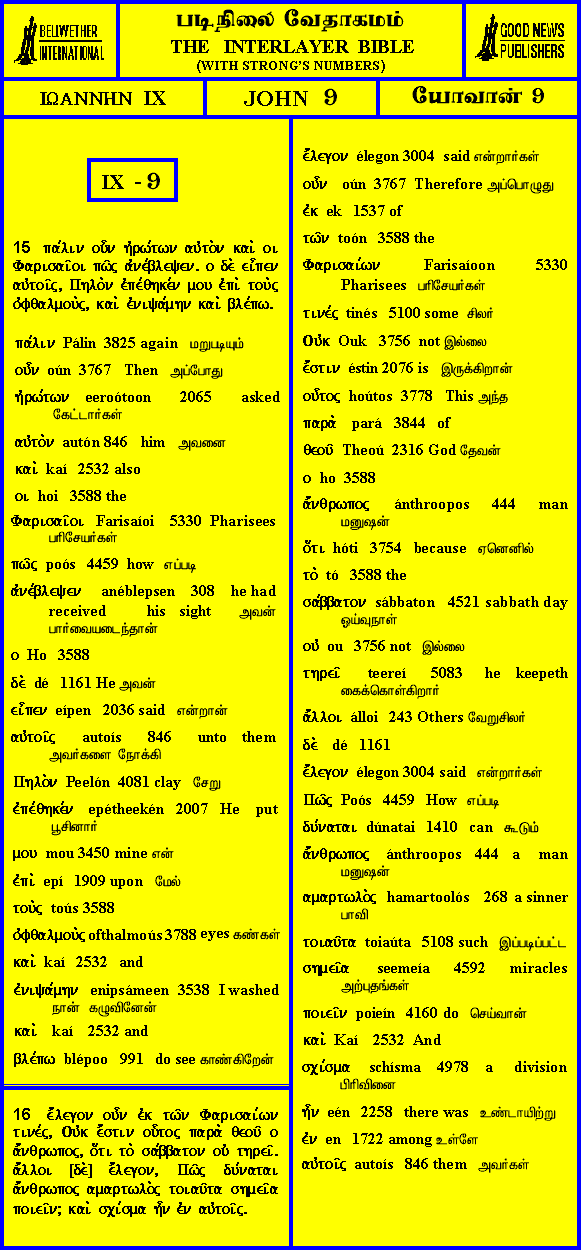 BELLWETHER
INTERNATIONAL
படிநிலை வேதாகமம்
THE INTERLAYER BIBLE
(WITH STRONG'S NUMBERS)
GOOD NEWS
PUBLISHERS
ΙΩΑΝΝΗΝ IX
JOHN 9
யோவான் 9
IX - 9
15 πάλιν οὖν ἠρώτων αὐτὸν καὶ οι
Φαρισαῖοι πῶς ἀνέβλεψεν. ο δὲ εἶπεν
αὐτοῖς, Πηλὸν ἐπέθηκέν μου ἐπὶ τοὺς
ὀφθαλμοὺς, καὶ ἐνιψάμην καὶ βλέπω.
πάλιν Pálin 3825 again மறுபடியும்
οὖν oún 3767 Then அப்போது
ἠρώτων eeroótoon 2065 asked
கேட்டார்கள்
αὐτὸν autón 846 him அவனை
καὶ kaí 2532 also
οι hoi 3588 the
Φαρισαῖοι Farisaíoi 5330 Pharisees
பரிசேயர்கள்
πῶς poós 4459 how எப்படி
ἀνέβλεψεν anéblepsen 308 he had
received his sight அவன்
பார்வையடைந்தான்
ο Ho 3588
δὲ dé 1161 He அவன்
εἶπεν eípen 2036 said என்றான்
αὐτοῖς autoís 846 unto them
அவர்களை நோக்கி
Πηλὸν Peelón 4081 clay சேறு
ἐπέθηκέν epétheekén 2007 He put
பூசினார்
μου mou 3450 mine என்
ἐπὶ epí 1909 upon மேல்
τοὺς toús 3588
ὀφθαλμοὺς ofthalmoús 3788 eyes கண்கள்
καὶ kaí 2532 and
ἐνιψάμην enipsámeen 3538 I washed
நான் கழுவினேன்
καὶ kaí 2532 and
βλέπω blépoo 991 do see காண்கிறேன்
16 ἔλεγον οὖν ἐκ τῶν Φαρισαίων
τινές, Οὐκ ἔστιν οὗτος παρὰ θεοῦ ο
ἄνθρωπος, ὅτι τὸ σάββατον οὐ τηρεῖ.
ἄλλοι [δὲ] ἔλεγον, Πῶς δύναται
ἄνθρωπος αμαρτωλὸς τοιαῦτα σημεῖα
ποιεῖν; καὶ σχίσμα ἦν ἐν αὐτοῖς.
ἔλεγον élegon 3004 said என்றார்கள்
οὖν oún 3767 Therefore அப்பொழுது
ἐκ ek 1537 of
τῶν toón 3588 the
Φαρισαίων Farisaíoon 5330
Pharisees பரிசேயர்கள்
τινές tinés 5100 some சிலர்
Οὐκ Ouk 3756 not இல்லை
ἔστιν éstin 2076 is இருக்கிறான்
οὗτος hoútos 3778 This அந்த
παρὰ pará 3844 of
θεοῦ Theoú 2316 God தேவன்
ο ho 3588
ἄνθρωπος ánthroopos 444 man
மனுஷன்
ὅτι hóti 3754 because ஏனெனில்
τὸ tó 3588 the
σάββατον sábbaton 4521 sabbath day
ஓய்வுநாள்
οὐ ou 3756 not இல்லை
τηρεῖ teereí 5083 he keepeth
கைக்கொள்கிறார்
ἄλλοι álloi 243 Others வேறுசிலர்
δὲ dé 1161
ἔλεγον élegon 3004 said என்றார்கள்
Πῶς Poós 4459 How எப்படி
δύναται dúnatai 1410 can கூடும்
ἄνθρωπος ánthroopos 444 a man
மனுஷன்
αμαρτωλὸς hamartoolós 268 a sinner
பாவி
τοιαῦτα toiaúta 5108 such இப்படிப்பட்ட
σημεῖα seemeía 4592 miracles
அற்புதங்கள்
ποιεῖν poieín 4160 do செய்வான்
καὶ Kaí 2532 And
σχίσμα schísma 4978 a division
பிரிவினை
ἦν eén 2258 there was உண்டாயிற்று
ἐν en 1722 among உள்ளே
αὐτοῖς autoís 846 them அவர்கள்